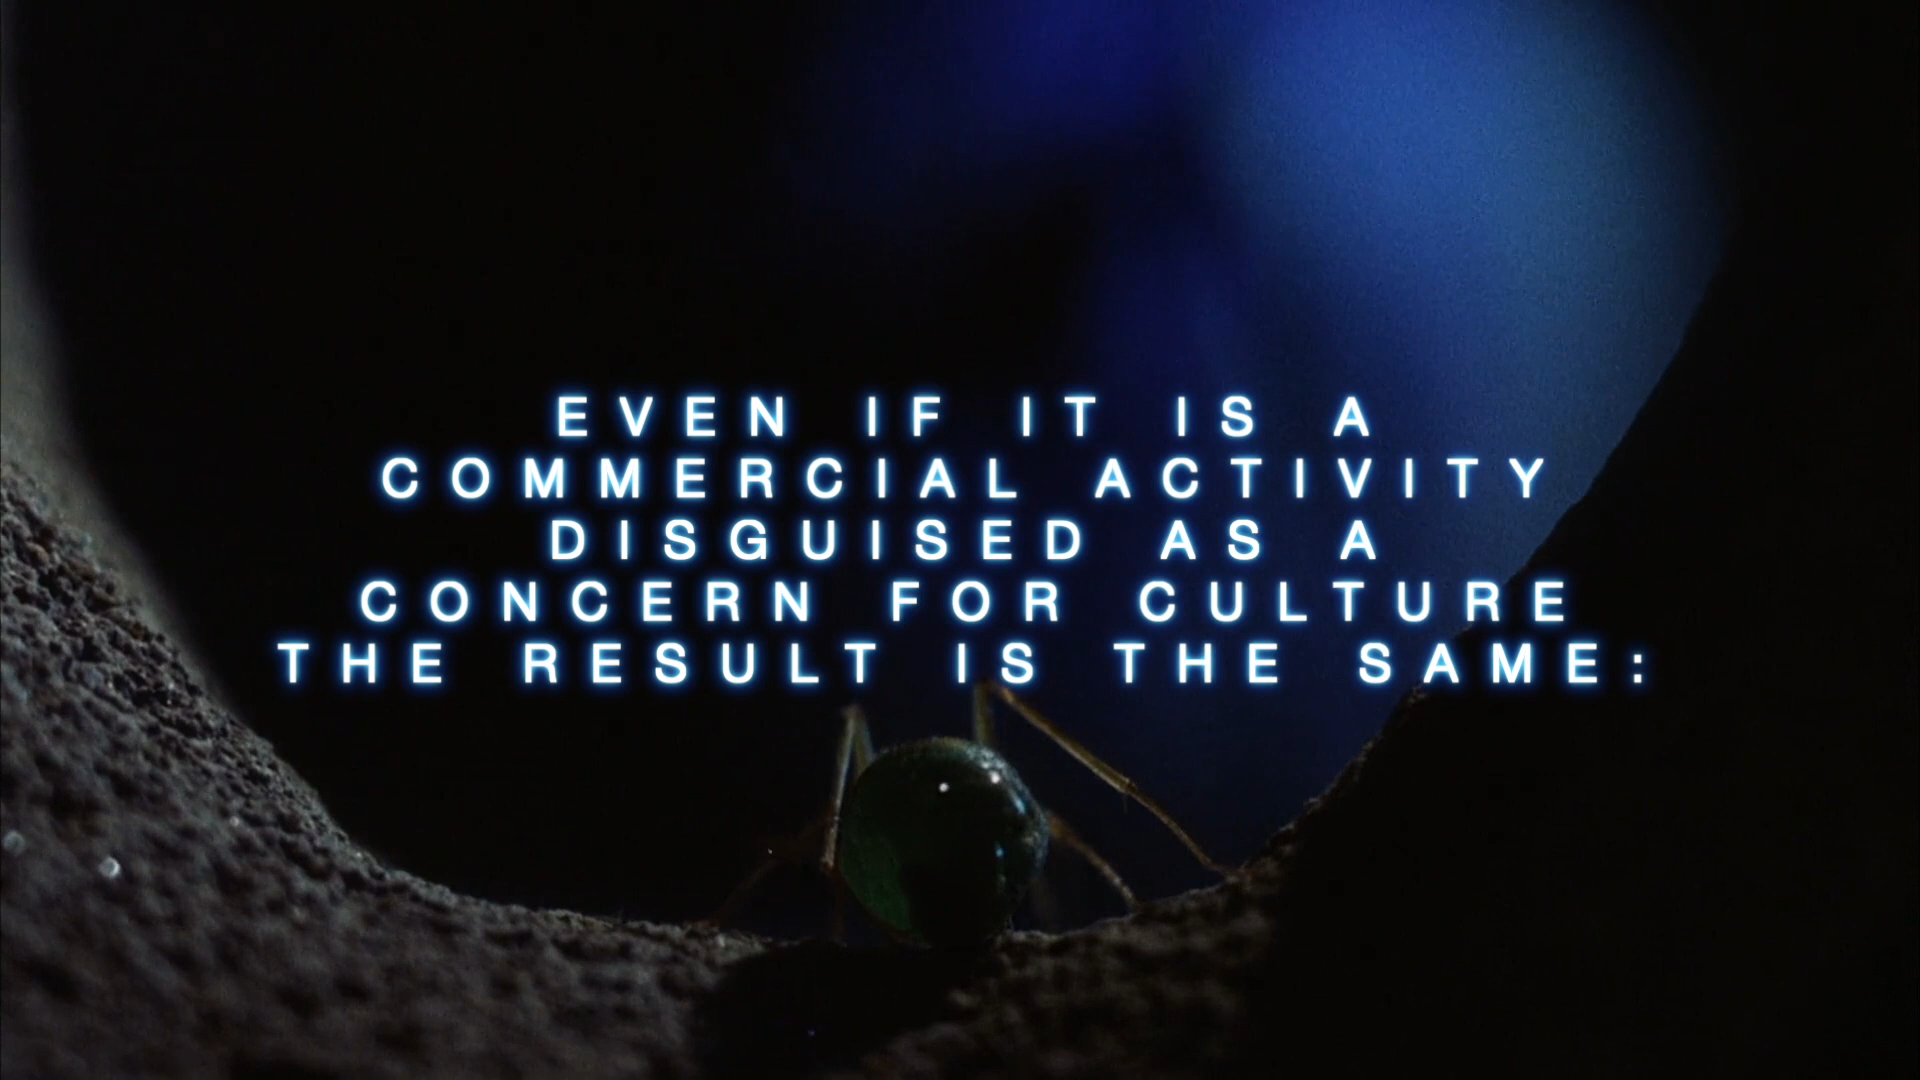 EVEN IF IT IS A
COMMERCIAL ACTIVITY
DISGUISED AS A
CONCERN FOR CULTURE
THE RESULT IS THE SAME: